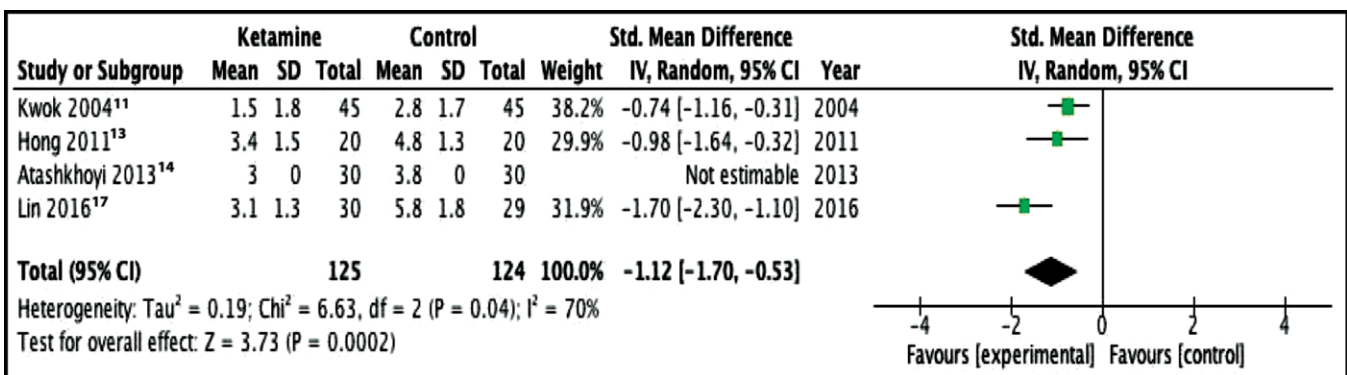 Ketamine Control Std. Mean Difference Std. Mean Difference
Study or Subgroup Mean SD Total Mean SD Total Weight IV, Random, 95% CI Year IV, Random, 95% CI
Kwok 2004¹¹ 1.5 1.8 45 2.8 1.7 45 38.2% -0.74 [-1.16, -0.31] 2004
Hong 2011¹³ 3.4 1.5 20 4.8 1.3 20 29.9% -0.98 [-1.64, -0.32] 2011
Atashkhoyi 2013¹⁴ 3 0 30 3.8 0 30 Not estimable 2013
Lin 2016¹⁷ 3.1 1.3 30 5.8 1.8 29 31.9% -1.70 [-2.30, -1.10] 2016
Total (95% CI) 125 124 100.0% -1.12 [-1.70, -0.53]
Heterogeneity: Tau² = 0.19; Chi² = 6.63, df = 2 (P = 0.04); I² = 70%
Test for overall effect: Z = 3.73 (P = 0.0002)
-4 -2 0 2 4
Favours [experimental] Favours [control]